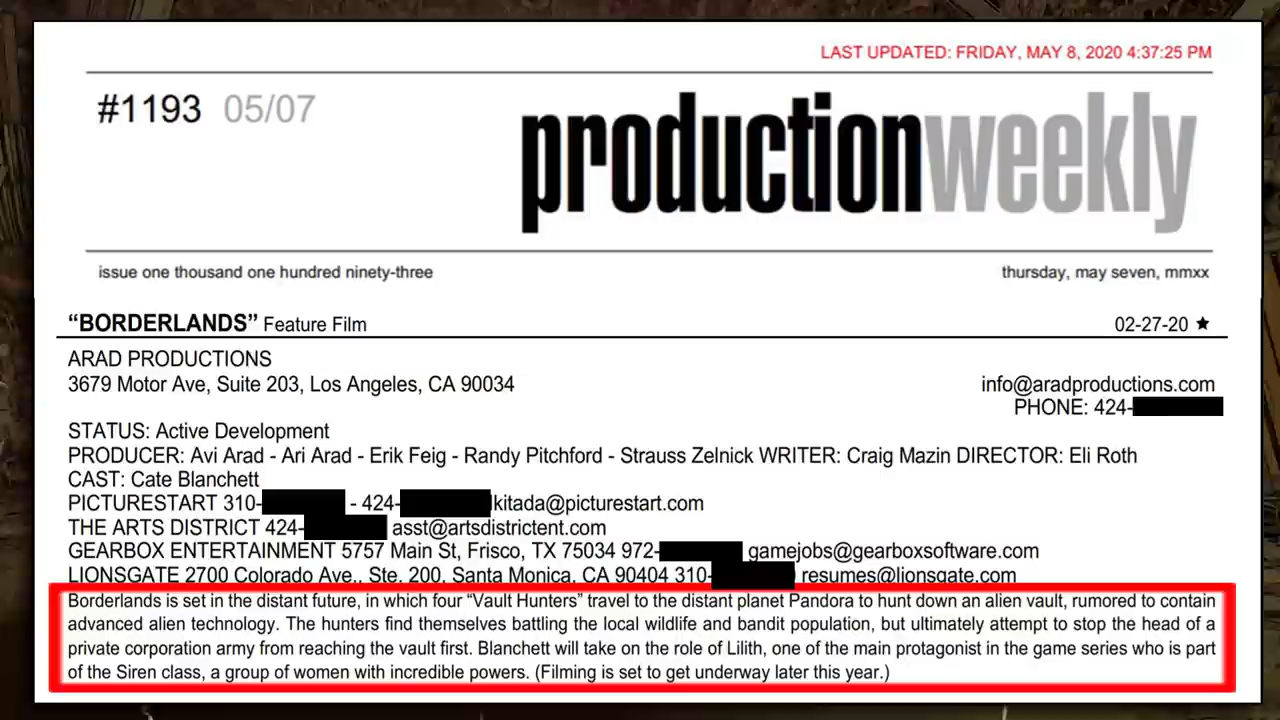 LAST UPDATED: FRIDAY, MAY 8, 2020 4:37:25 PM
#1193 05/07
productionweekly
issue one thousand one hundred ninety-three
thursday, may seven, mmxx
“BORDERLANDS” Feature Film 02-27-20 ★
ARAD PRODUCTIONS
3679 Motor Ave, Suite 203, Los Angeles, CA 90034 info@aradproductions.com
PHONE: 424-
STATUS: Active Development
PRODUCER: Avi Arad - Ari Arad - Erik Feig - Randy Pitchford - Strauss Zelnick WRITER: Craig Mazin DIRECTOR: Eli Roth
CAST: Cate Blanchett
PICTURESTART 310- - 424- kitada@picturestart.com
THE ARTS DISTRICT 424- asst@artsdistrictent.com
GEARBOX ENTERTAINMENT 5757 Main St, Frisco, TX 75034 972- gamejobs@gearboxsoftware.com
LIONSGATE 2700 Colorado Ave., Ste. 200, Santa Monica, CA 90404 310- resumes@lionsgate.com
Borderlands is set in the distant future, in which four “Vault Hunters” travel to the distant planet Pandora to hunt down an alien vault, rumored to contain
advanced alien technology. The hunters find themselves battling the local wildlife and bandit population, but ultimately attempt to stop the head of a
private corporation army from reaching the vault first. Blanchett will take on the role of Lilith, one of the main protagonist in the game series who is part
of the Siren class, a group of women with incredible powers. (Filming is set to get underway later this year.)